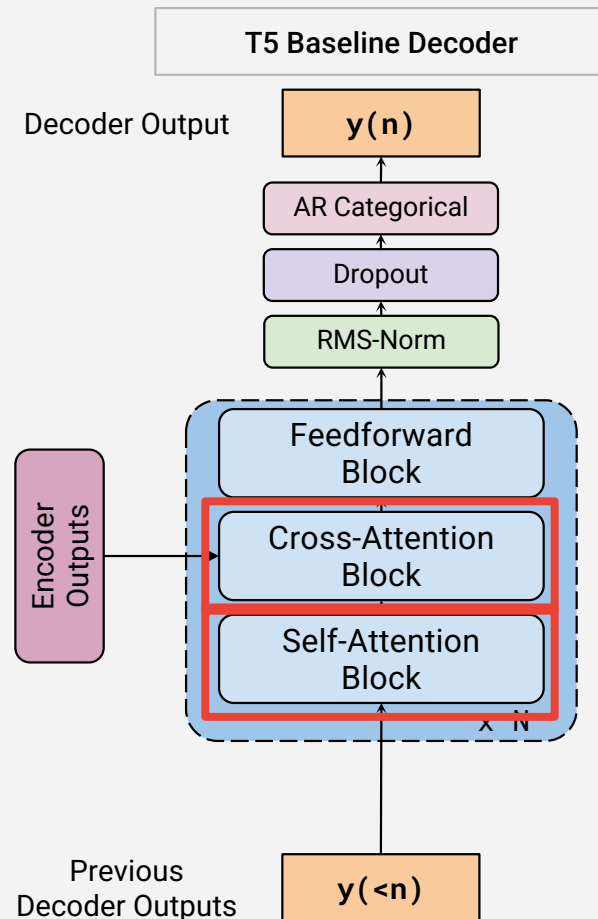 T5 Baseline Decoder
Decoder Output
y(n)
AR Categorical
Dropout
RMS-Norm
Feedforward
Block
Encoder
Outputs
Cross-Attention
Block
Self-Attention
Block
x N
Previous
Decoder Outputs
y(<n)